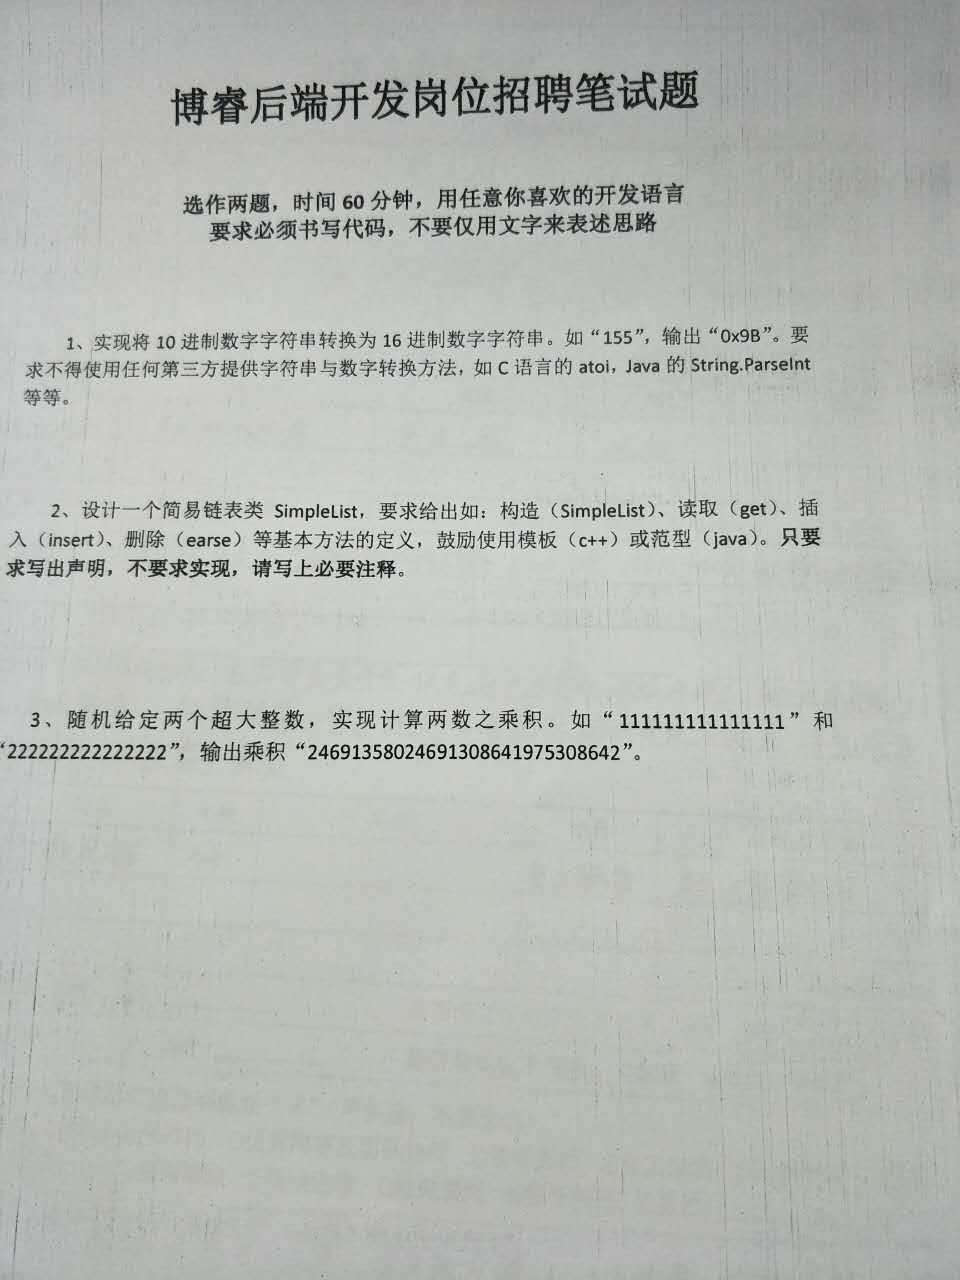 博睿后端开发岗位招聘笔试题
选作两题，时间 60 分钟，用任意你喜欢的开发语言
要求必须书写代码，不要仅用文字来表述思路
1、实现将 10 进制数字字符串转换为 16 进制数字字符串。如“155”，输出“0x9B”。要
求不得使用任何第三方提供字符串与数字转换方法，如 C 语言的 atoi，Java 的 String.ParseInt
等等。
2、设计一个简易链表类 SimpleList，要求给出如：构造（SimpleList）、读取（get）、插
入（insert）、删除（earse）等基本方法的定义，鼓励使用模板（c++）或范型（java）。只要
求写出声明，不要求实现，请写上必要注释。
3、随机给定两个超大整数，实现计算两数之乘积。如“111111111111111”和
“222222222222222”，输出乘积“24691358024691308641975308642”。